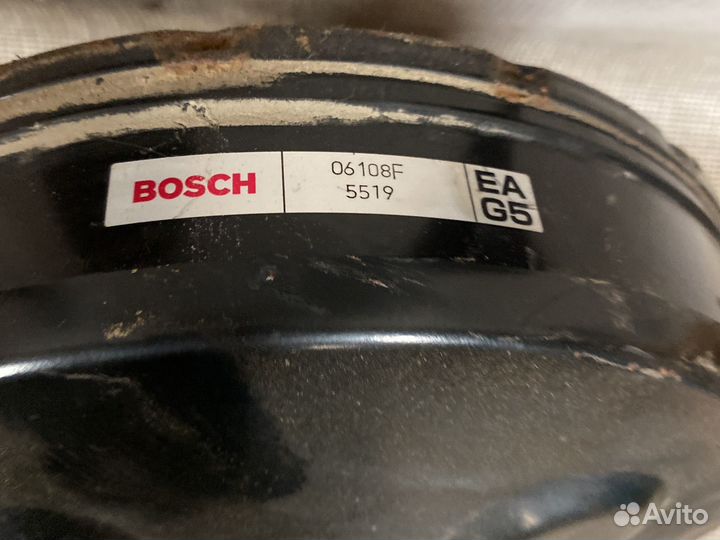 BOSCH
06108F
5519
EA
G5
Avito